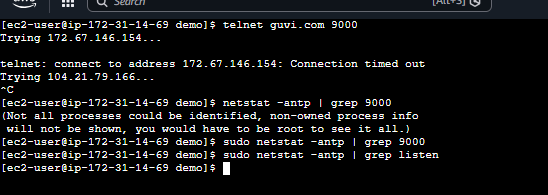 Search
[Alt+S]
[ec2-user@ip-172-31-14-69 demo]$ telnet guvi.com 9000
Trying 172.67.146.154...
telnet: connect to address 172.67.146.154: Connection timed out
Trying 104.21.79.166...
^C
[ec2-user@ip-172-31-14-69 demo]$ netstat -antp | grep 9000
(Not all processes could be identified, non-owned process info
 will not be shown, you would have to be root to see it all.)
[ec2-user@ip-172-31-14-69 demo]$ sudo netstat -antp | grep 9000
[ec2-user@ip-172-31-14-69 demo]$ sudo netstat -antp | grep listen
[ec2-user@ip-172-31-14-69 demo]$